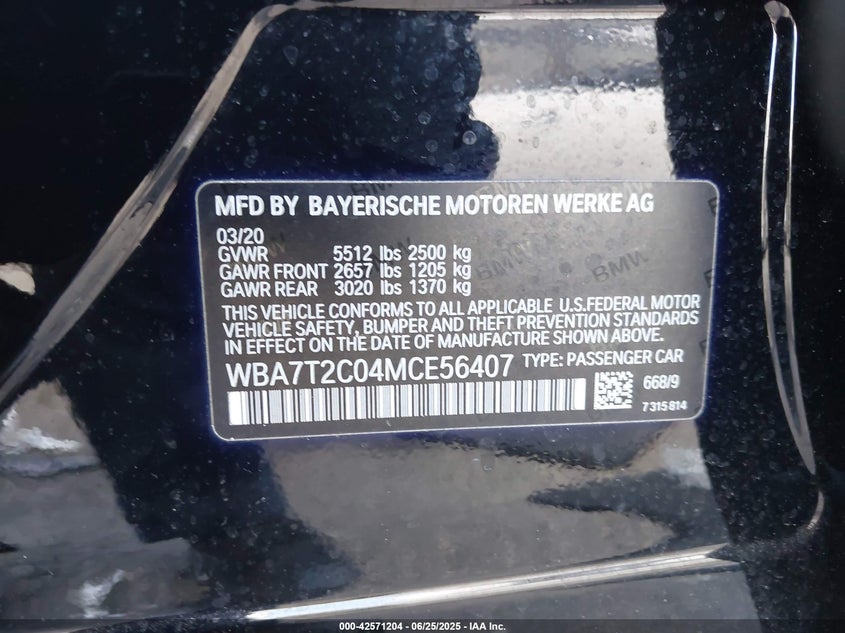 MFD BY BAYERISCHE MOTOREN WERKE AG
03/20
GVWR 5512 lbs 2500 kg
GAWR FRONT 2657 lbs 1205 kg
GAWR REAR 3020 lbs 1370 kg
THIS VEHICLE CONFORMS TO ALL APPLICABLE U.S.FEDERAL MOTOR
VEHICLE SAFETY, BUMPER AND THEFT PREVENTION STANDARDS
IN EFFECT ON THE DATE OF MANUFACTURE SHOWN ABOVE.
WBA7T2C04MCE56407 TYPE: PASSENGER CAR
668/9
7315814
BMW
000-42571204 - 06/25/2025 - IAA Inc.